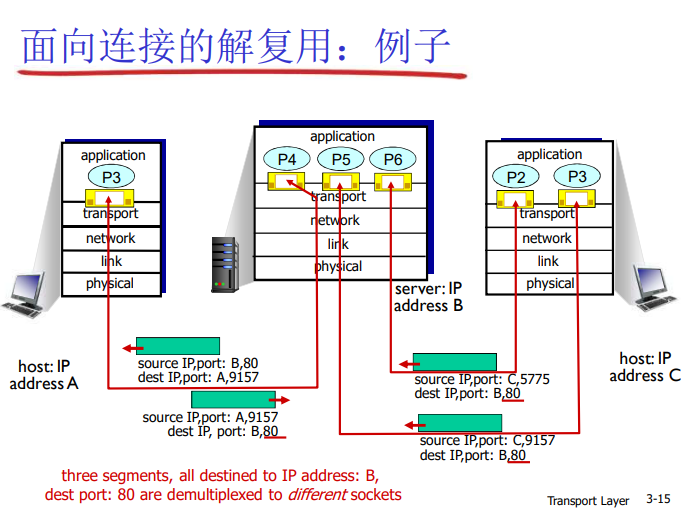 面向连接的解复用：例子
application
P3
transport
network
link
physical
host: IP
address A
application
P4
P5
P6
transport
network
link
physical
server: IP
address B
application
P2
P3
transport
network
link
physical
host: IP
address C
source IP,port: B,80
dest IP,port: A,9157
source IP,port: A,9157
dest IP, port: B,80
source IP,port: C,5775
dest IP,port: B,80
source IP,port: C,9157
dest IP,port: B,80
three segments, all destined to IP address: B,
dest port: 80 are demultiplexed to different sockets
Transport Layer
3-15